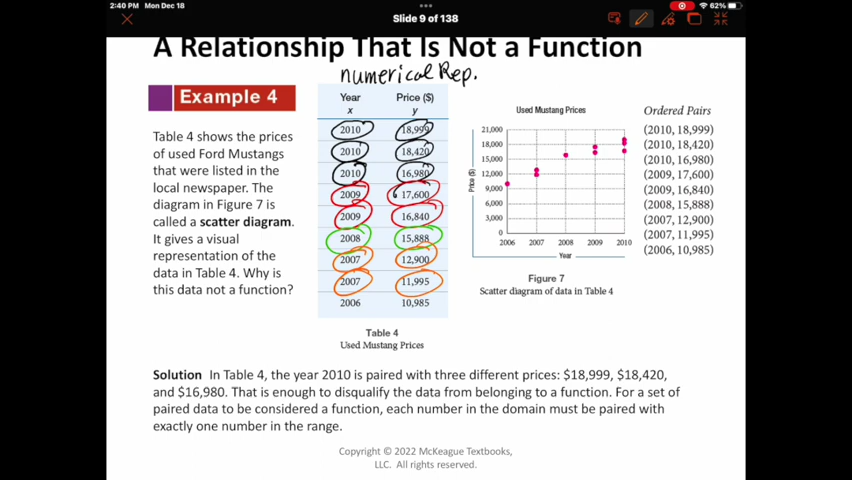 2:40 PM Mon Dec 18
62%
Slide 9 of 138
A Relationship That Is Not a Function
numerical Rep.
Example 4
Table 4 shows the prices
of used Ford Mustangs
that were listed in the
local newspaper. The
diagram in Figure 7 is
called a scatter diagram.
It gives a visual
representation of the
data in Table 4. Why is
this data not a function?
Year Price ($)
x y
2010 18,999
2010 18,420
2010 16,980
2009 17,600
2009 16,840
2008 15,888
2007 12,900
2007 11,995
2006 10,985
Table 4
Used Mustang Prices
Used Mustang Prices
Price ($)
21,000
18,000
15,000
12,000
9,000
6,000
3,000
0
2006 2007 2008 2009 2010
Year
Figure 7
Scatter diagram of data in Table 4
Ordered Pairs
(2010, 18,999)
(2010, 18,420)
(2010, 16,980)
(2009, 17,600)
(2009, 16,840)
(2008, 15,888)
(2007, 12,900)
(2007, 11,995)
(2006, 10,985)
Solution In Table 4, the year 2010 is paired with three different prices: $18,999, $18,420,
and $16,980. That is enough to disqualify the data from belonging to a function. For a set of
paired data to be considered a function, each number in the domain must be paired with
exactly one number in the range.
Copyright © 2022 McKeague Textbooks,
LLC. All rights reserved.